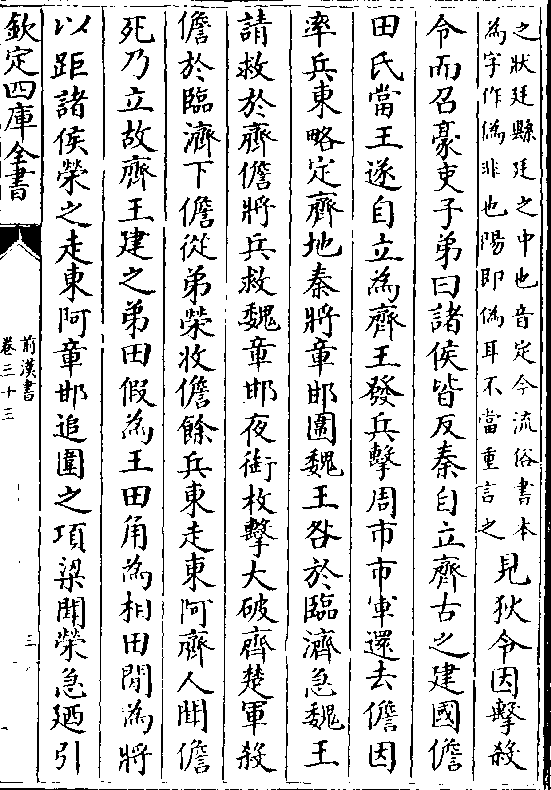 之狀廷縣廷之中也音定今流俗書本
為字作偽非也陽即偽耳不當重言之
見狄令因擊殺
令而召豪吏子弟曰諸侯皆反秦自立齊古之建國儋
田氏當王遂自立為齊王發兵擊周市市軍還去儋因
率兵東略定齊地秦將章邯圍魏王咎於臨濟急魏王
請救於齊儋將兵救魏章邯夜銜枚擊大破齊楚軍殺
儋於臨濟下儋從弟榮收儋餘兵東走東阿齊人聞儋
死乃立故齊王建之弟田假為王田角為相田閒為將
以距諸侯榮之走東阿章邯追圍之項梁聞榮急廼引
欽定四庫全書
前漢書
卷三十三
三